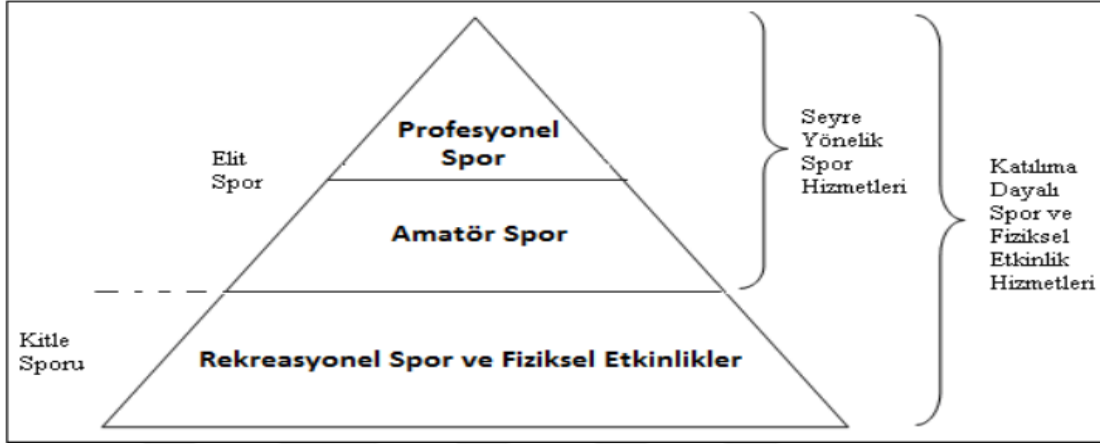 Profesyonel
Spor
Elit
Spor
Amatör Spor
Kitle
Sporu
Rekreasyonel Spor ve Fiziksel Etkinlikler
Seyre
Yönelik
Spor
Hizmetleri
Katılıma
Dayalı
Spor ve
Fiziksel
Etkinlik
Hizmetleri